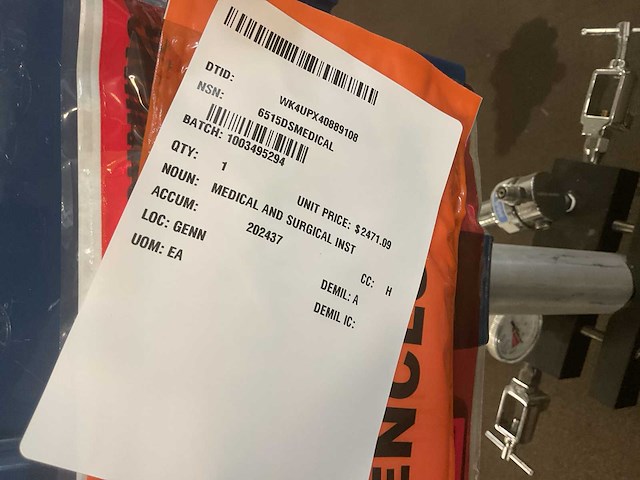 DTID: WK4UPX40889108
NSN: 6515DSMEDICAL
BATCH: 1003495294
QTY: 1 UNIT PRICE: $2471.09
NOUN: MEDICAL AND SURGICAL INST
ACCUM: 202437
LOC: GENN CC: H
UOM: EA DEMIL: A
DEMIL IC: